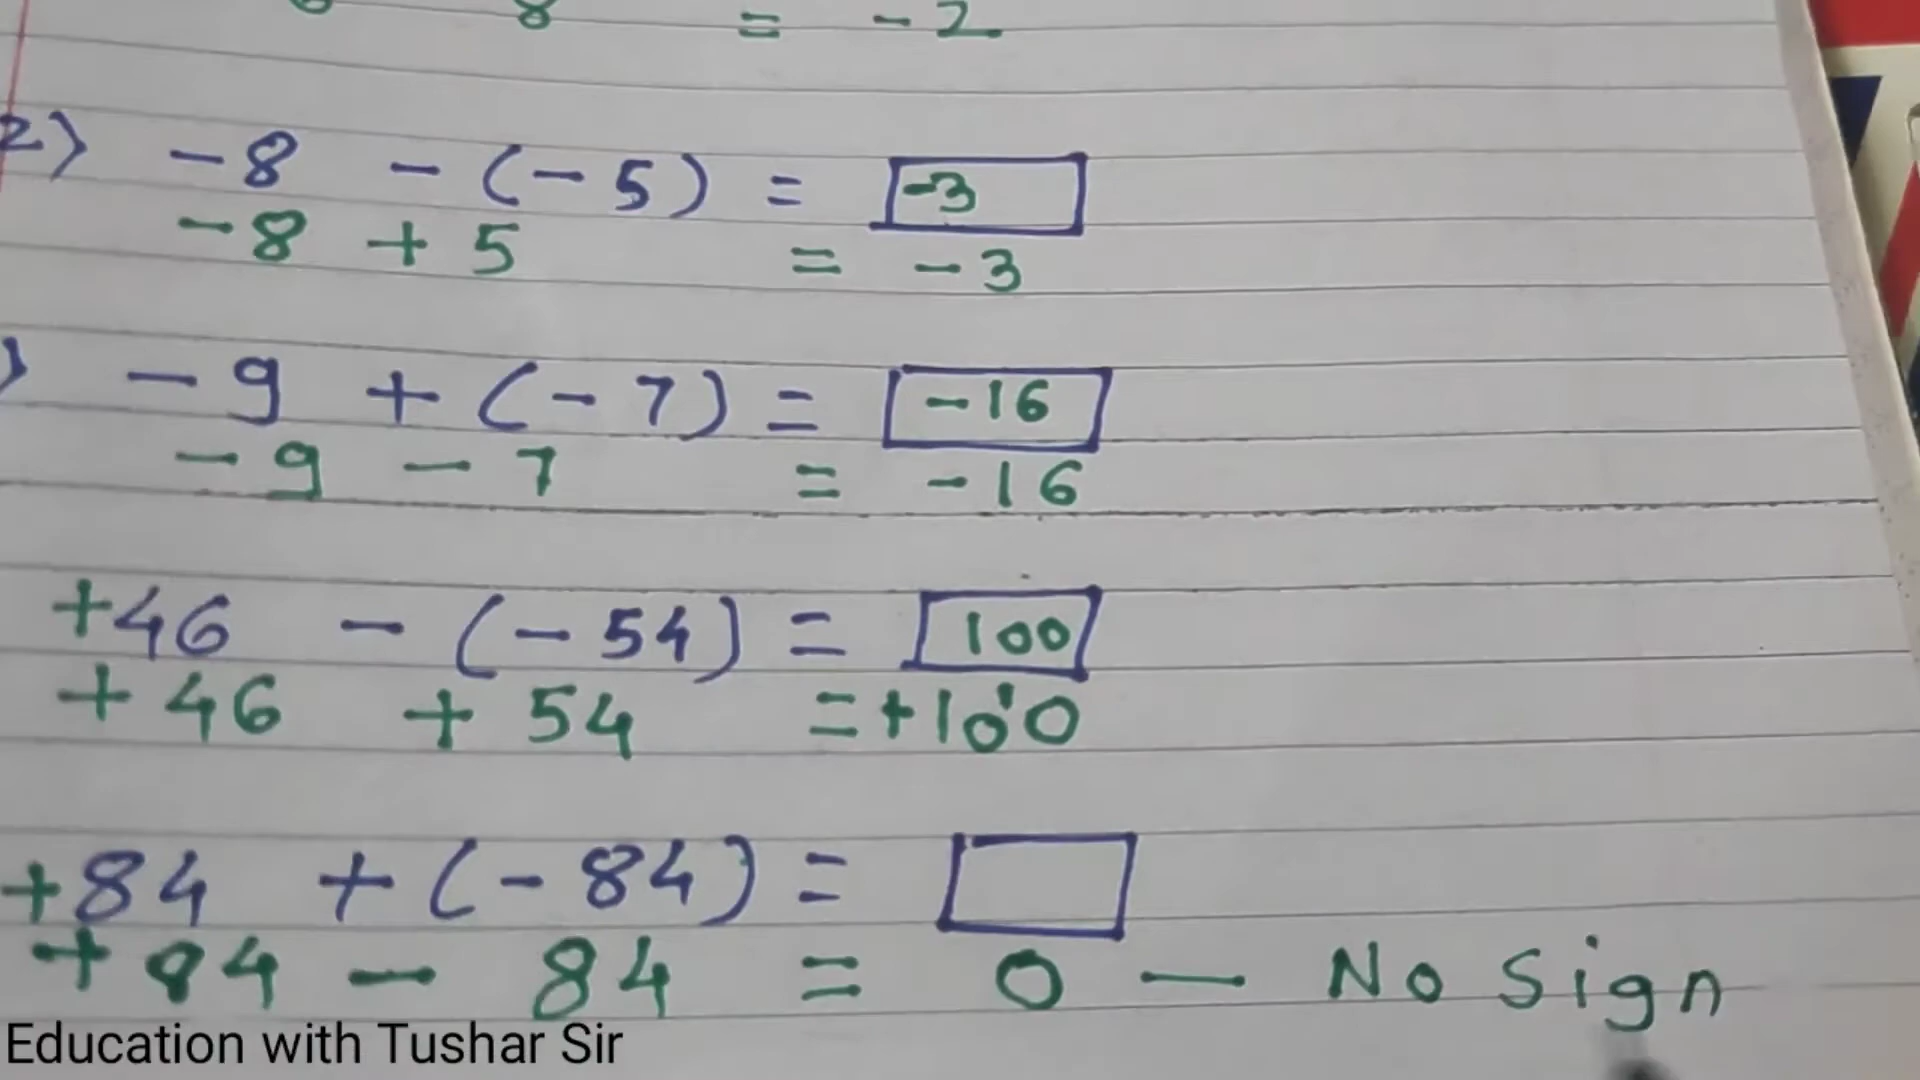 = -2
2) -8 - (-5) = -3
-8 + 5 = -3
-9 + (-7) = -16
-9 - 7 = -16
+46 - (-54) = 100
+46 + 54 = +100
+84 + (-84) =
+84 - 84 = 0 — No Sign
Education with Tushar Sir